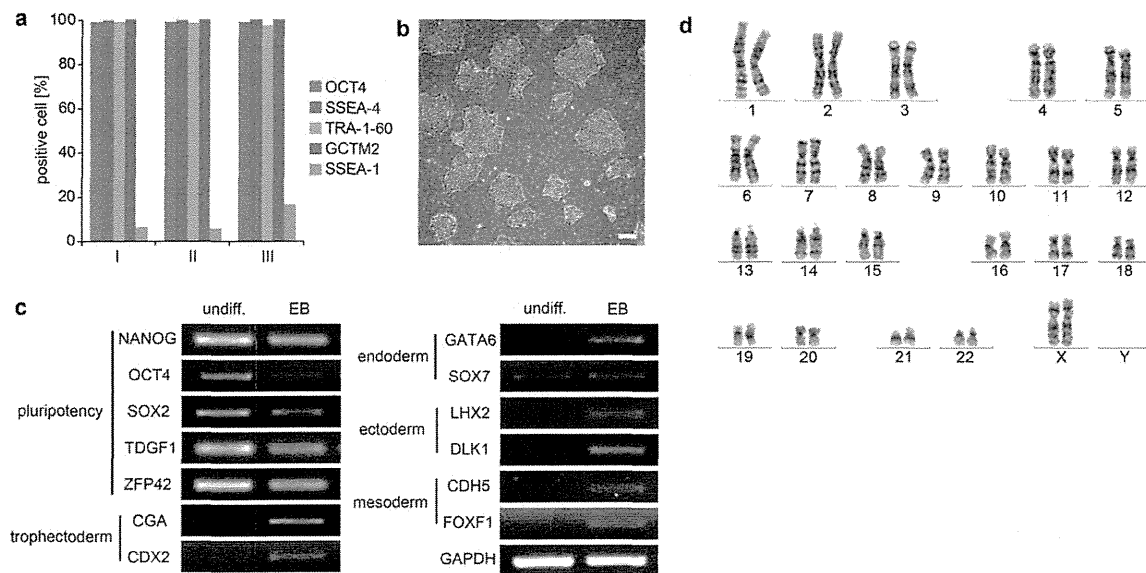 a
positive cell [%]
100
80
60
40
20
0
I II III
OCT4
SSEA-4
TRA-1-60
GCTM2
SSEA-1
b
c
undiff. EB
pluripotency
NANOG
OCT4
SOX2
TDGF1
ZFP42
trophectoderm
CGA
CDX2
undiff. EB
endoderm
GATA6
SOX7
ectoderm
LHX2
DLK1
mesoderm
CDH5
FOXF1
GAPDH
d
1 2 3 4 5
6 7 8 9 10 11 12
13 14 15 16 17 18
19 20 21 22 X Y